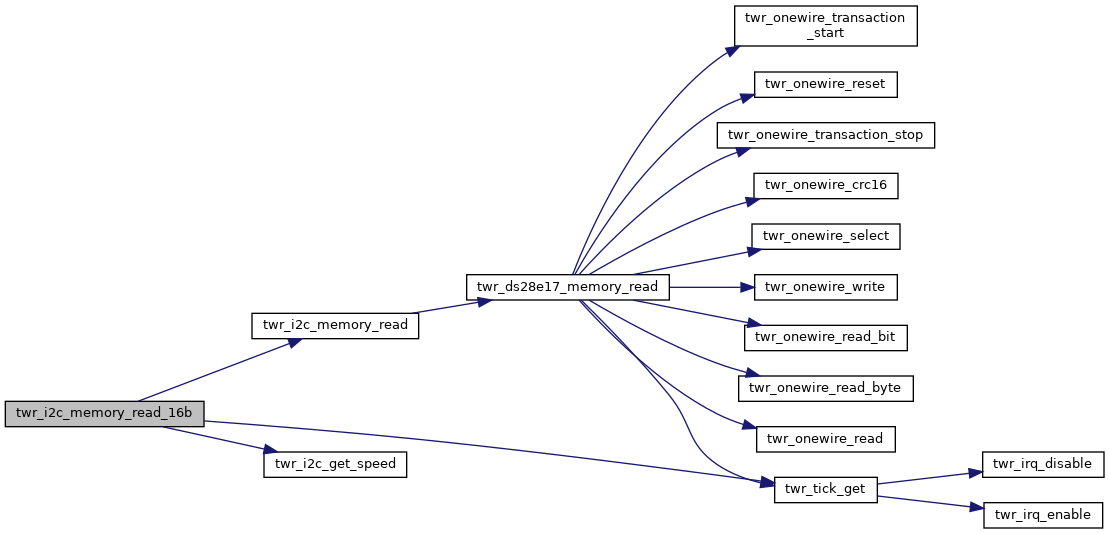 twr_onewire_transaction
_start
twr_onewire_reset
twr_onewire_transaction_stop
twr_onewire_crc16
twr_onewire_select
twr_ds28e17_memory_read
twr_onewire_write
twr_i2c_memory_read
twr_onewire_read_bit
twr_onewire_read_byte
twr_i2c_memory_read_16b
twr_onewire_read
twr_i2c_get_speed
twr_irq_disable
twr_tick_get
twr_irq_enable